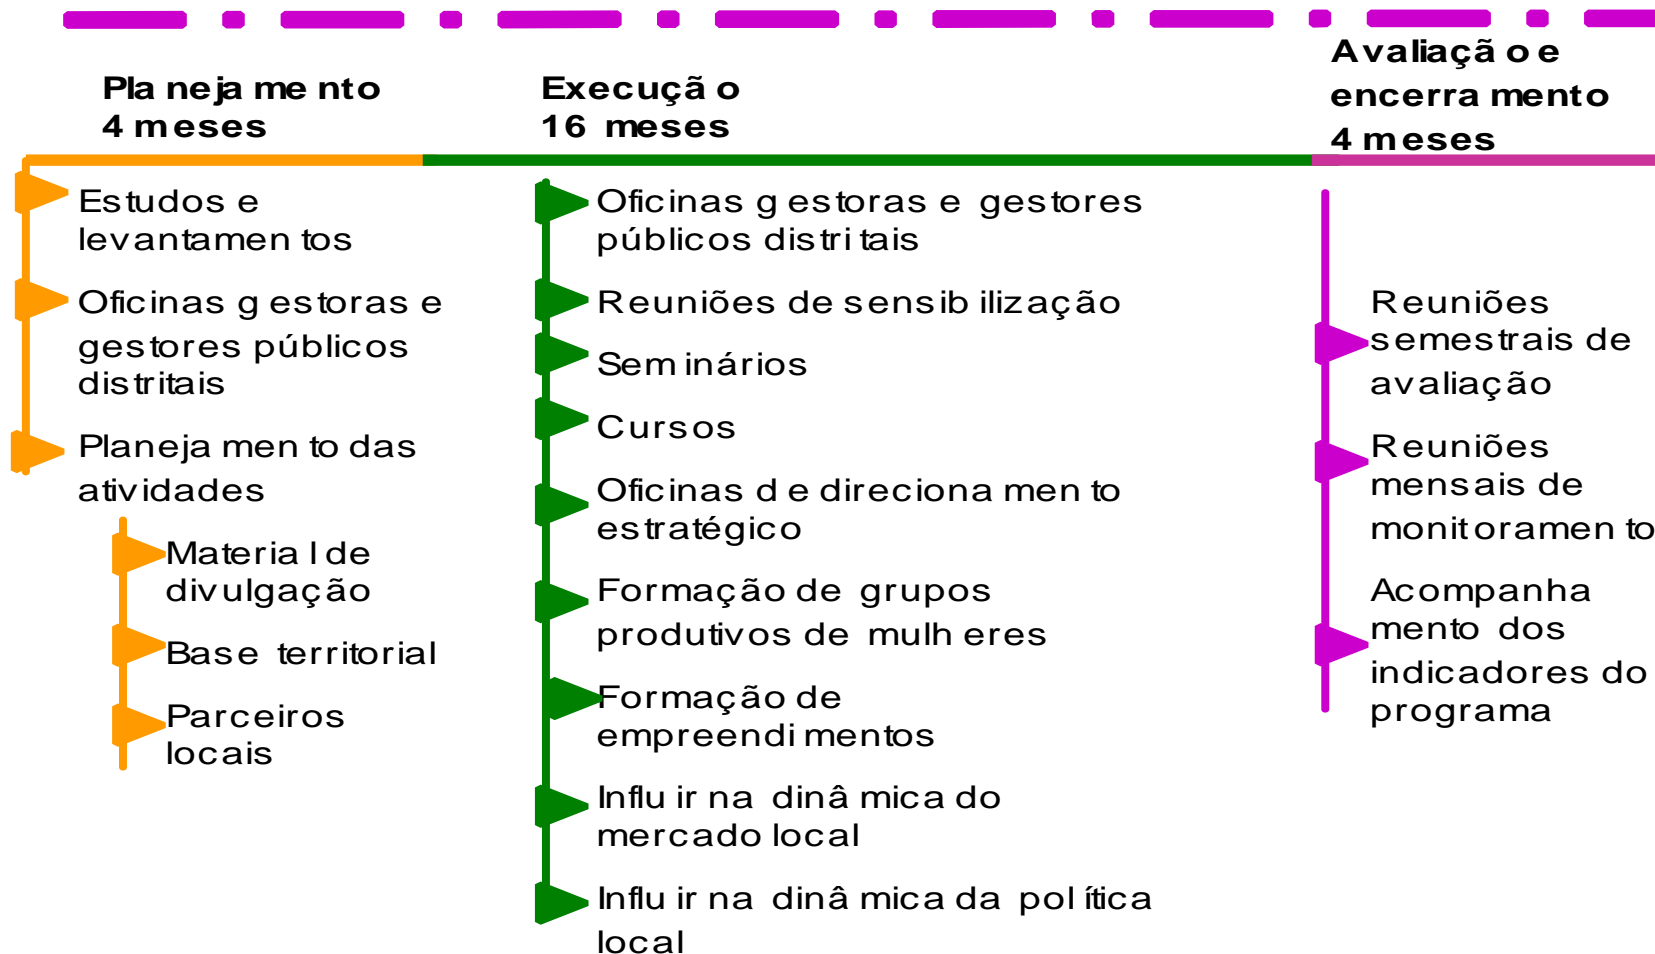 Planejamento
4 meses
Estudos e
levantamentos
Oficinas gestoras e
gestores públicos
distritais
Planejamento das
atividades
Material de
divulgação
Base territorial
Parceiros
locais
Execução
16 meses
Oficinas gestoras e gestores
públicos distritais
Reuniões de sensibilização
Seminários
Cursos
Oficinas de direcionamento
estratégico
Formação de grupos
produtivos de mulheres
Formação de
empreendimentos
Influir na dinâmica do
mercado local
Influir na dinâmica da política
local
Avaliação e
encerramento
4 meses
Reuniões
semestrais de
avaliação
Reuniões
mensais de
monitoramento
Acompanha
mento dos
indicadores do
programa